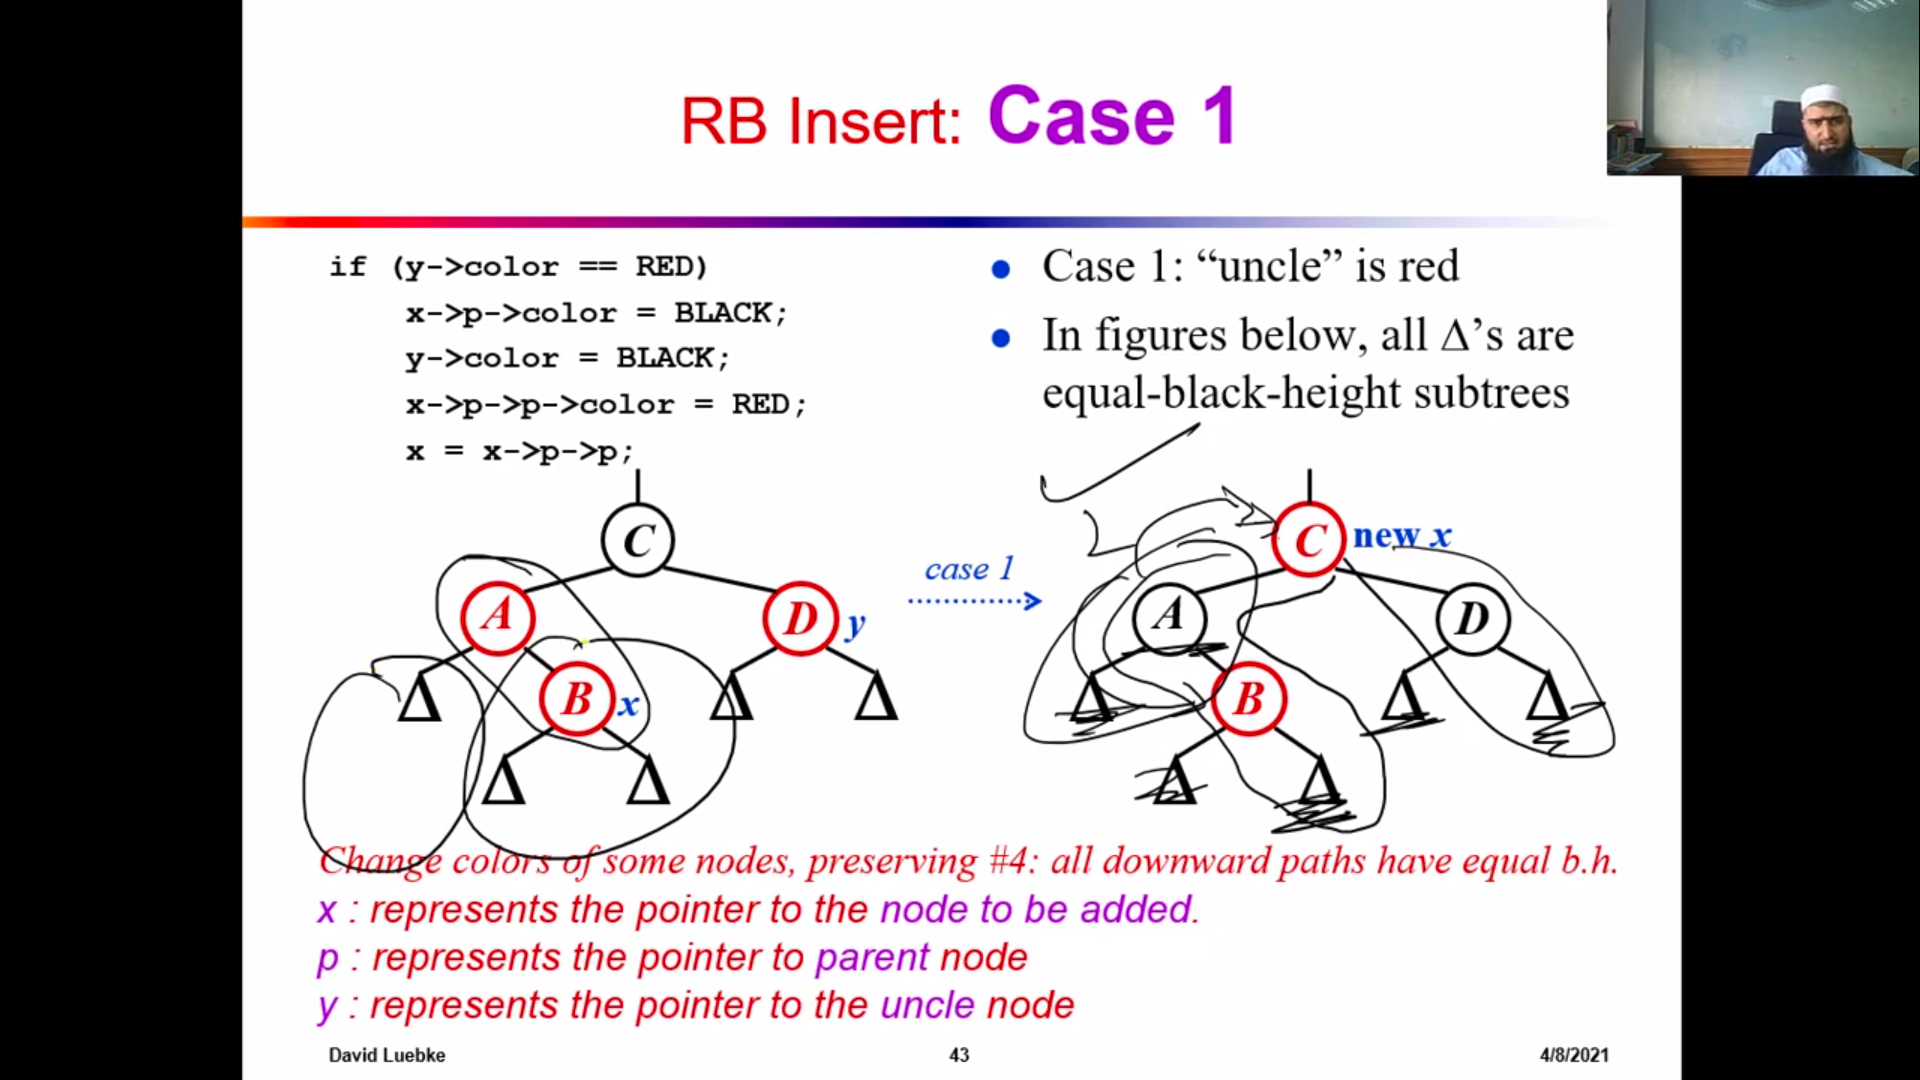 RB Insert: Case 1
if (y->color == RED)
x->p->color = BLACK;
y->color = BLACK;
x->p->p->color = RED;
x = x->p->p;
● Case 1: “uncle” is red
● In figures below, all Δ’s are
equal-black-height subtrees
C
A
D y
B x
Δ
Δ
Δ
Δ
Δ
case 1
C new x
A
D
B
Δ
Δ
Δ
Δ
Δ
Change colors of some nodes, preserving #4: all downward paths have equal b.h.
x : represents the pointer to the node to be added.
p : represents the pointer to parent node
y : represents the pointer to the uncle node
David Luebke
43
4/8/2021